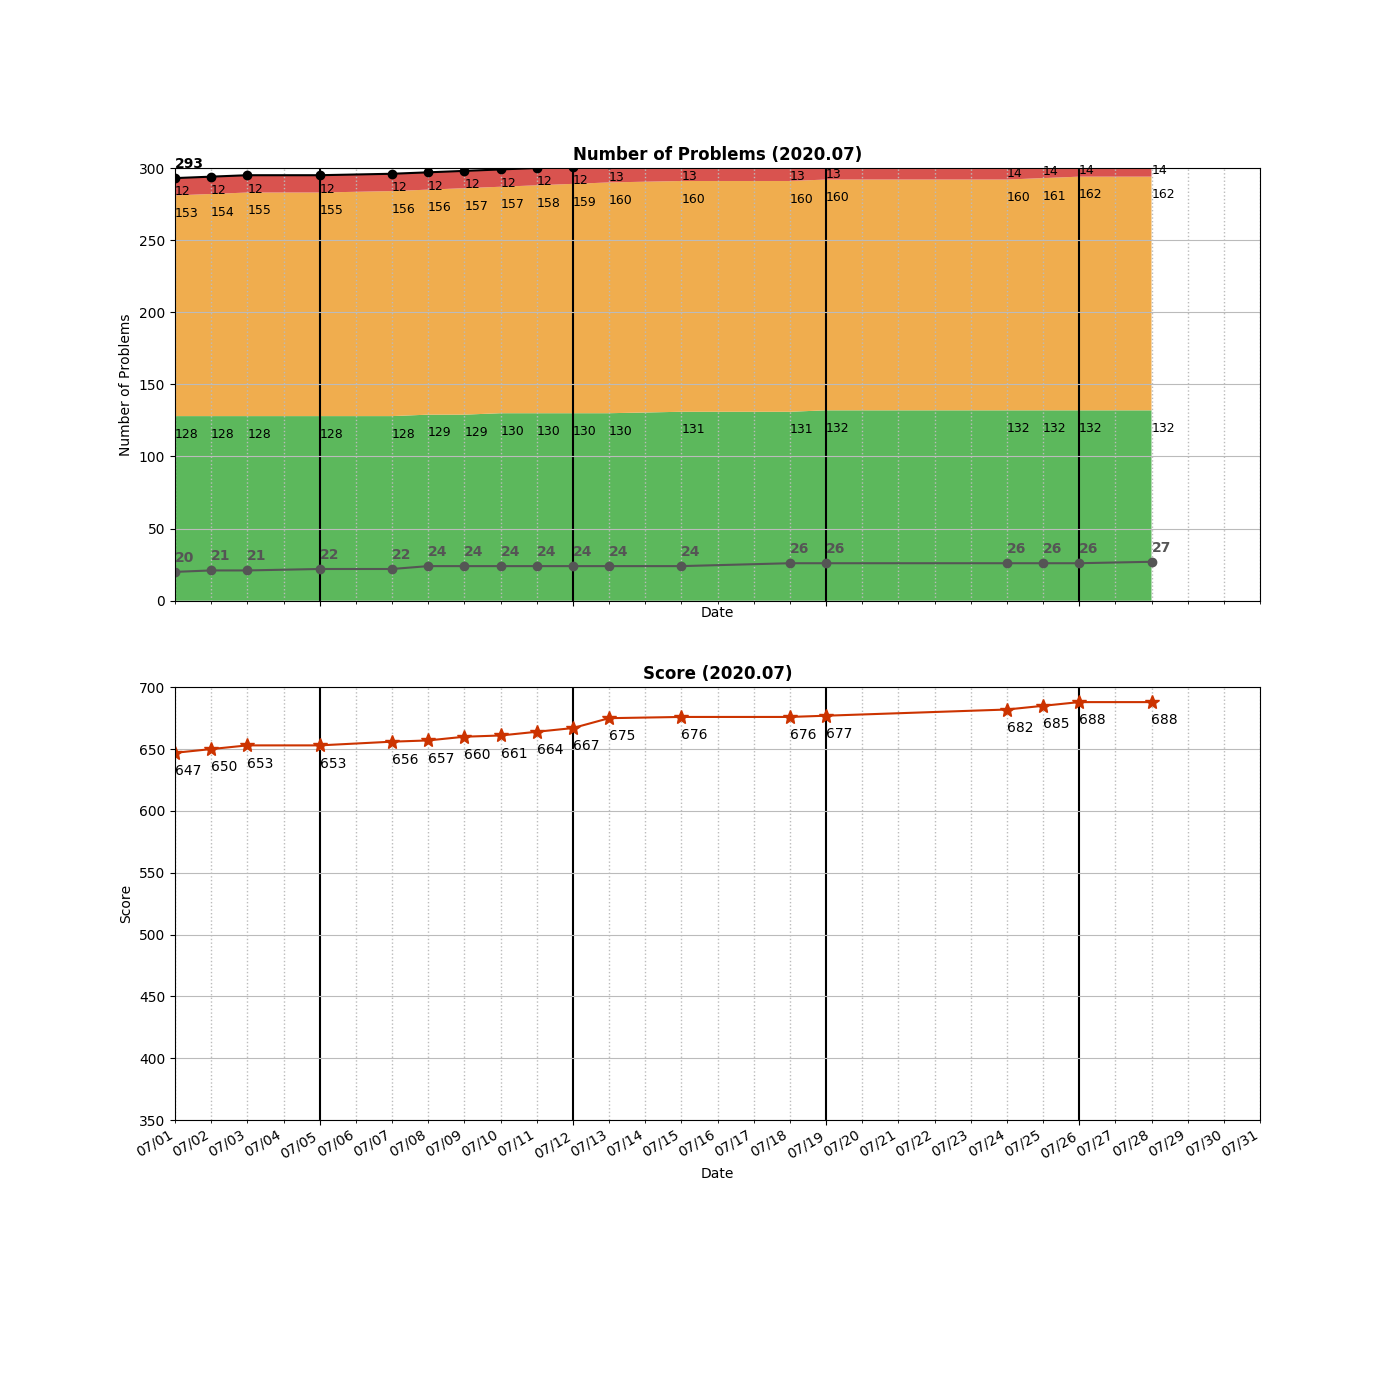 Number of Problems (2020.07)
293
300
250
200
150
100
50
0
Number of Problems
12 12 12 12 12 12 12 12 12 12 13 13 13 13 14 14 14 14
153 154 155 155 156 156 157 157 158 159 160 160 160 160 160 161 162 162
128 128 128 128 128 129 129 130 130 130 130 131 131 132 132 132 132 132
20 21 21 22 22 24 24 24 24 24 24 24 26 26 26 26 26 27
Date
Score (2020.07)
700
650
600
550
500
450
400
350
Score
647 650 653 653 656 657 660 661 664 667 675 676 676 677 682 685 688 688
07/01 07/02 07/03 07/04 07/05 07/06 07/07 07/08 07/09 07/10 07/11 07/12 07/13 07/14 07/15 07/16 07/17 07/18 07/19 07/20 07/21 07/22 07/23 07/24 07/25 07/26 07/27 07/28 07/29 07/30 07/31
Date